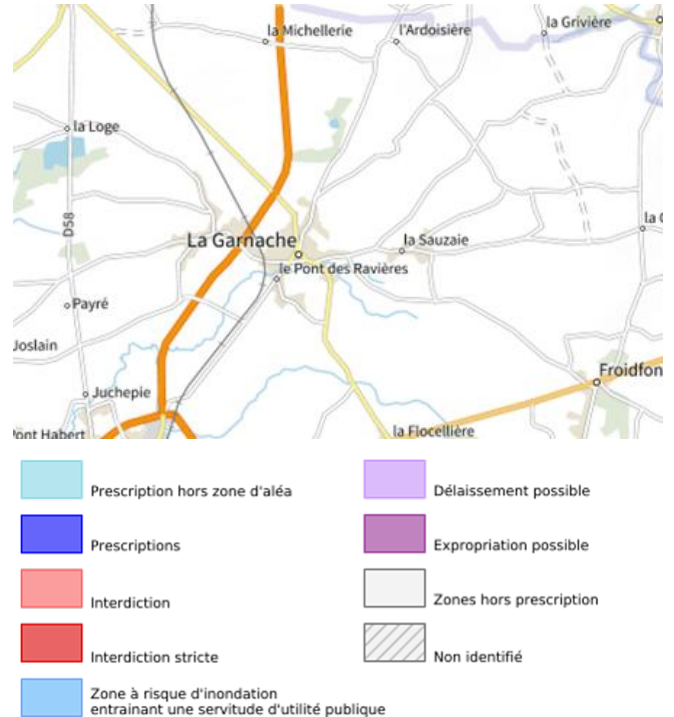 la Michellerie
l'Ardoisière
la Grivière
la Loge
D58
La Garnache
la Sauzaie
le Pont des Ravières
Payré
Joslain
Juchepie
Froidfon
Pont Habert
la Flocellière
Prescription hors zone d'aléa
Délaissement possible
Prescriptions
Expropriation possible
Interdiction
Zones hors prescription
Interdiction stricte
Non identifié
Zone à risque d'inondation
entrainant une servitude d'utilité publique